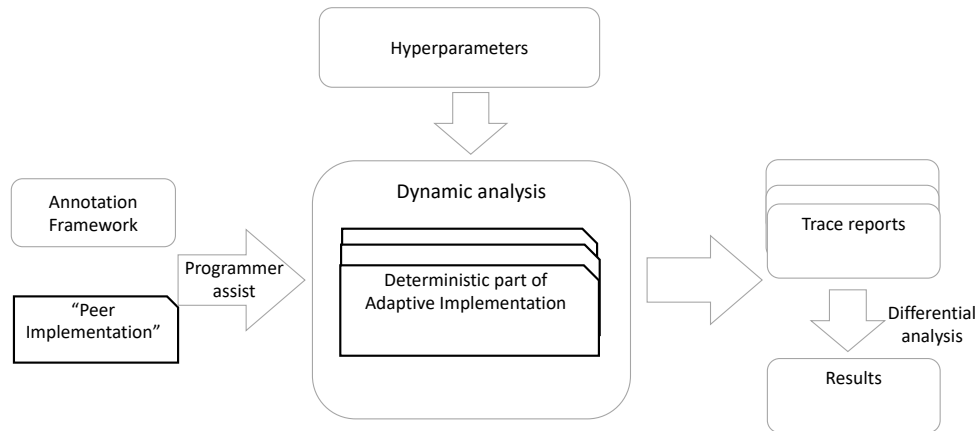 Hyperparameters
Annotation
Framework
Programmer
assist
“Peer
Implementation”
Dynamic analysis
Deterministic part of
Adaptive Implementation
Trace reports
Differential
analysis
Results